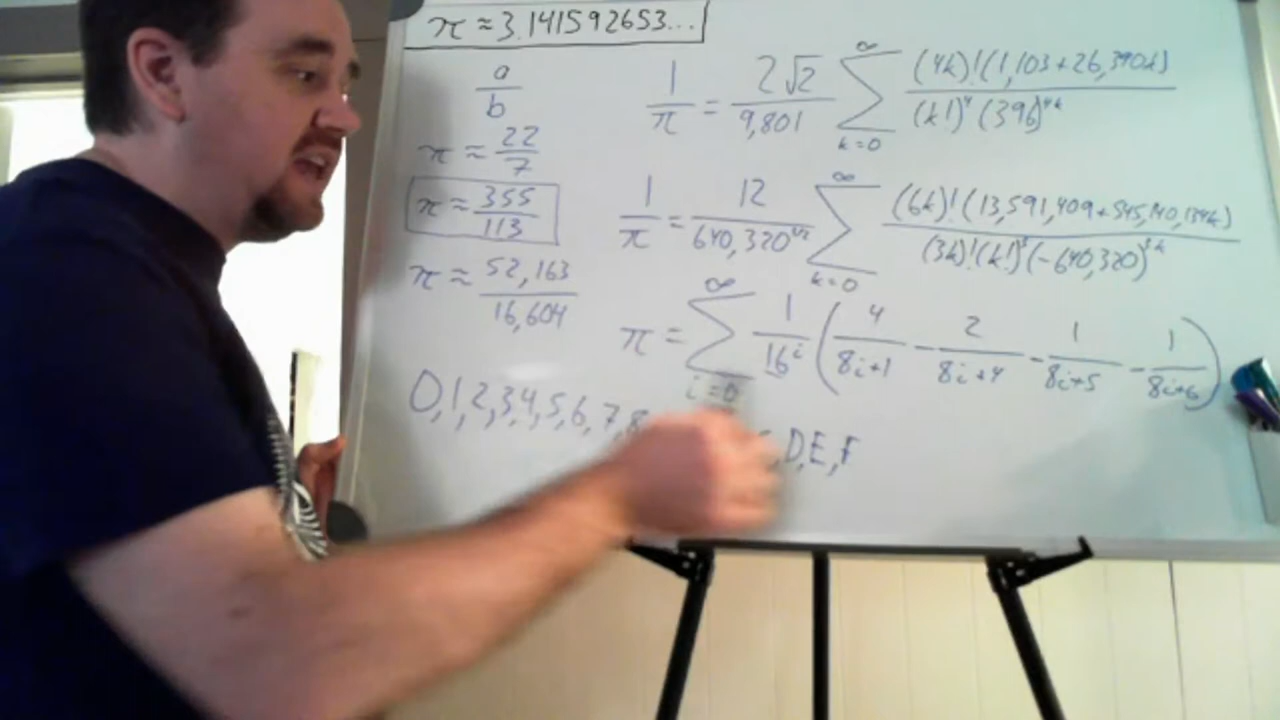 π ≈ 3.141592653...
a/b
π ≈ 22/7
π ≈ 355/113
π ≈ 52,163/16,604
1/π = 2√2/9,801 ∑ k=0 ∞ (4k)!(1,103+26,390k)/(k!)⁴(396)⁴ᵏ
1/π = 12/640,320^3/2 ∑ k=0 ∞ (6k)!(13,591,409+545,140,134k)/(3k)!(k!)³(-640,320)³ᵏ
π = ∑ i=0 ∞ 1/16ⁱ (4/8i+1 - 2/8i+4 - 1/8i+5 - 1/8i+6)
0,1,2,3,4,5,6,7,8 D,E,F